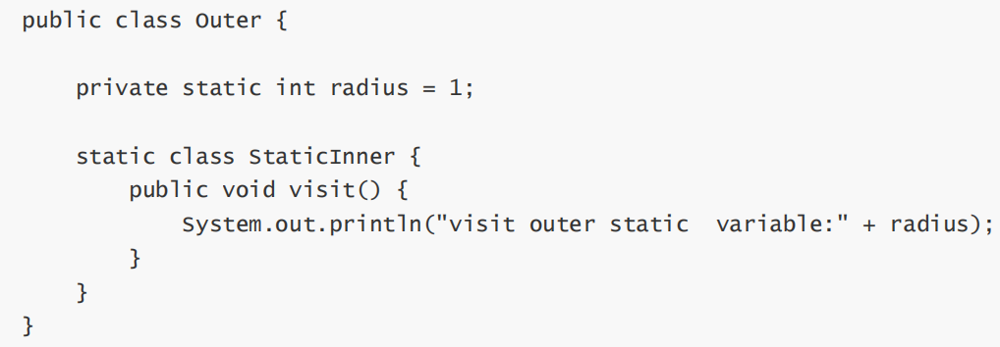 public class Outer {
private static int radius = 1;
static class StaticInner {
public void visit() {
System.out.println("visit outer static  variable:" + radius);
}
}
}